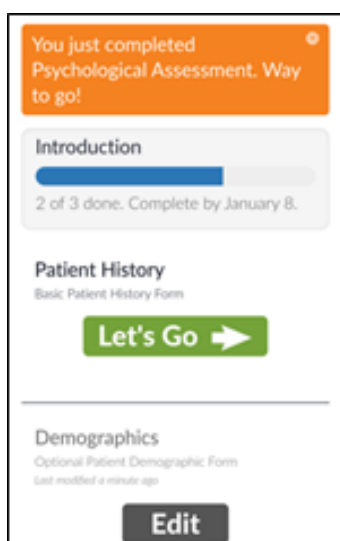 You just completed
Psychological Assessment. Way
to go!
Introduction
2 of 3 done. Complete by January 8.
Patient History
Basic Patient History Form
Let's Go
Demographics
Optional Patient Demographic Form
Last modified a minute ago
Edit